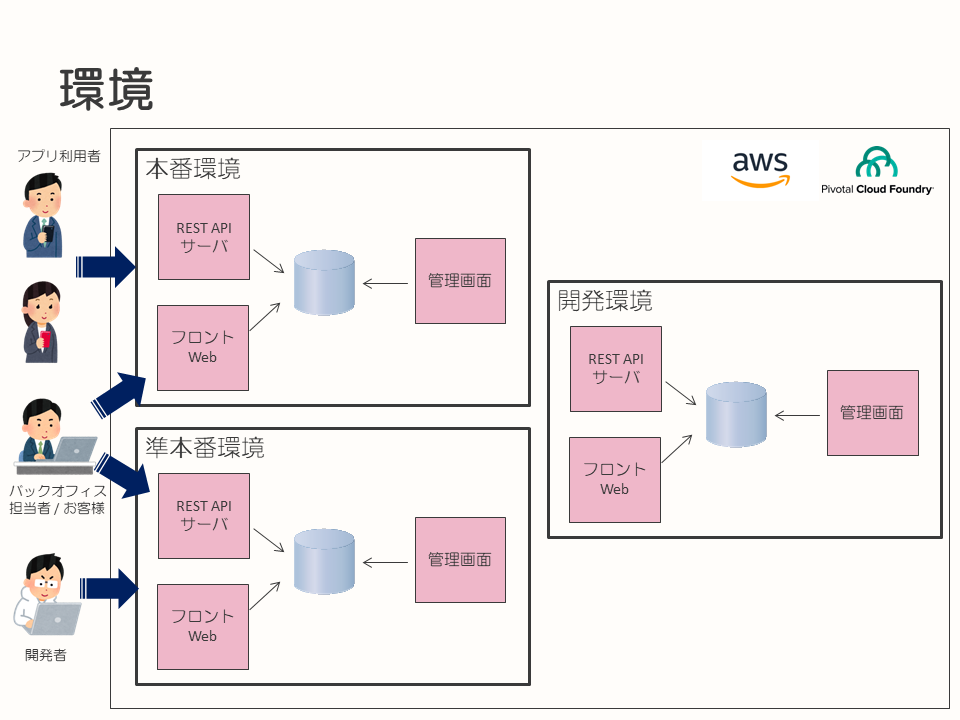 環境
アプリ利用者
本番環境
REST API
サーバ
フロント
Web
管理画面
aws
Pivotal Cloud Foundry
開発環境
REST API
サーバ
フロント
Web
管理画面
準本番環境
REST API
サーバ
フロント
Web
管理画面
バックオフィス
担当者 / お客様
開発者